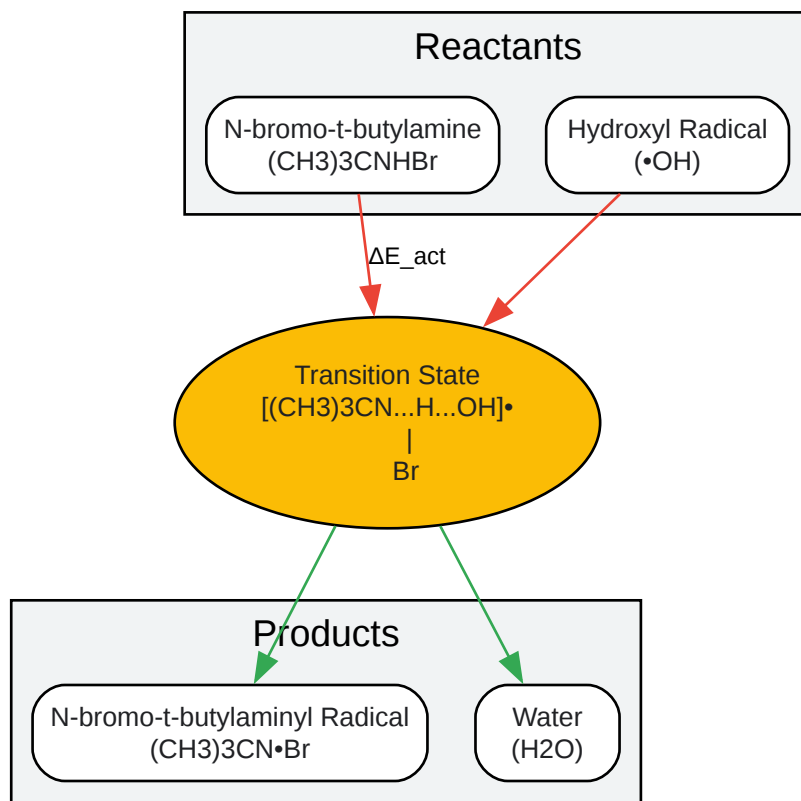 Reactants
N-bromo-t-butylamine
(CH3)3CNHBr
Hydroxyl Radical
(•OH)
ΔE_act
Transition State
[(CH3)3CN...H...OH]•
|
Br
Products
N-bromo-t-butylaminyl Radical
(CH3)3CN•Br
Water
(H2O)